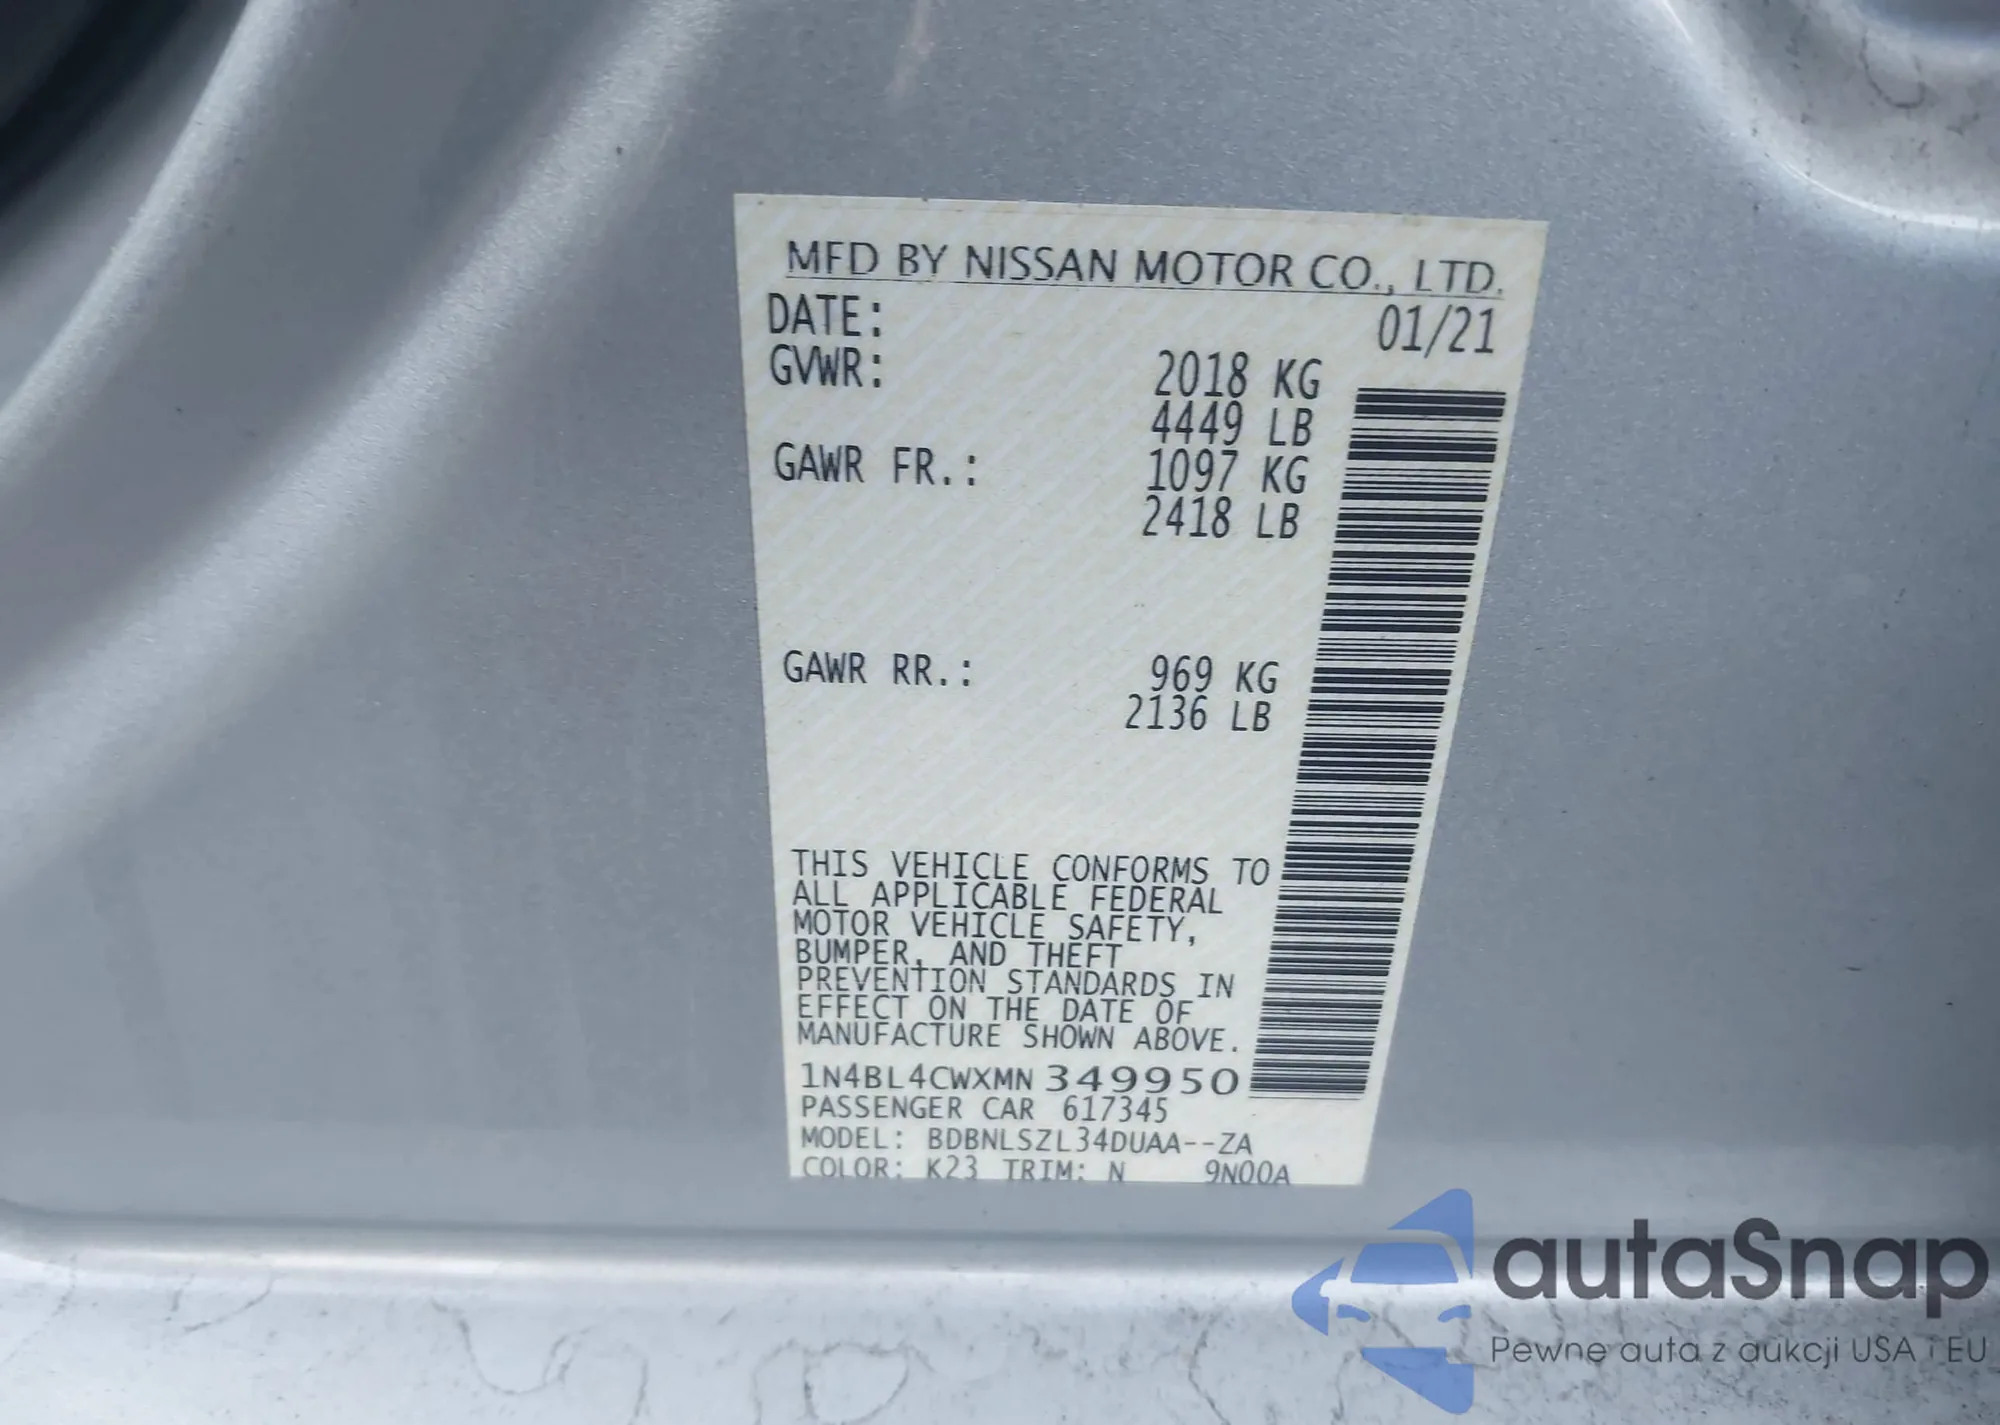 MFD BY NISSAN MOTOR CO., LTD.
DATE: 01/21
GVWR: 2018 KG
4449 LB
GAWR FR.: 1097 KG
2418 LB
GAWR RR.: 969 KG
2136 LB
THIS VEHICLE CONFORMS TO
ALL APPLICABLE FEDERAL
MOTOR VEHICLE SAFETY,
BUMPER, AND THEFT
PREVENTION STANDARDS IN
EFFECT ON THE DATE OF
MANUFACTURE SHOWN ABOVE.
1N4BL4CWXMN349950
PASSENGER CAR 617345
MODEL: BDBNLSZL34DUAA--ZA
COLOR: K23 TRIM: N 9N00A
autaSnap
Pewne auta z aukcji USA i EU